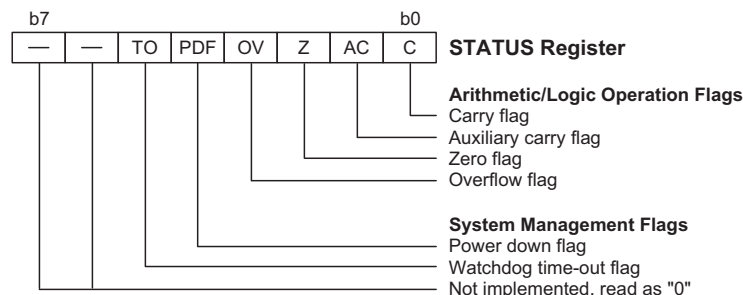 b7 b0
— — TO PDF OV Z AC C STATUS Register
Arithmetic/Logic Operation Flags
Carry flag
Auxiliary carry flag
Zero flag
Overflow flag
System Management Flags
Power down flag
Watchdog time-out flag
Not implemented, read as "0"